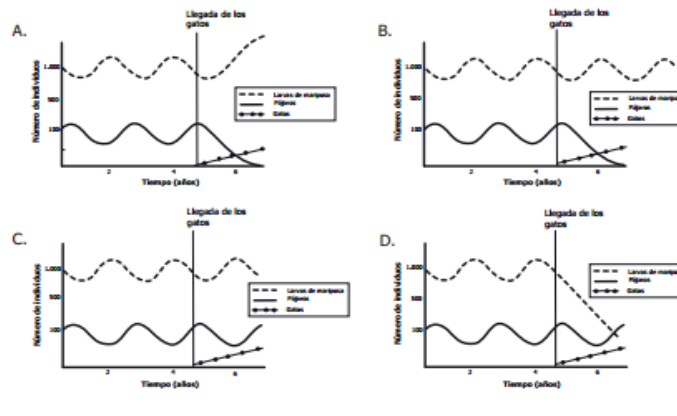 A.
Llegada de los
gatos
Número de individuos
1.000
500
100
Larvas de mariposa
Pájaros
Gatos
2
4
6
Tiempo (años)
B.
Llegada de los
gatos
Número de individuos
1.000
500
100
Larvas de mariposa
Pájaros
Gatos
2
4
6
Tiempo (años)
C.
Llegada de los
gatos
Número de individuos
1.000
500
100
Larvas de mariposa
Pájaros
Gatos
2
4
6
Tiempo (años)
D.
Llegada de los
gatos
Número de individuos
1.000
500
100
Larvas de mariposa
Pájaros
Gatos
2
4
6
Tiempo (años)